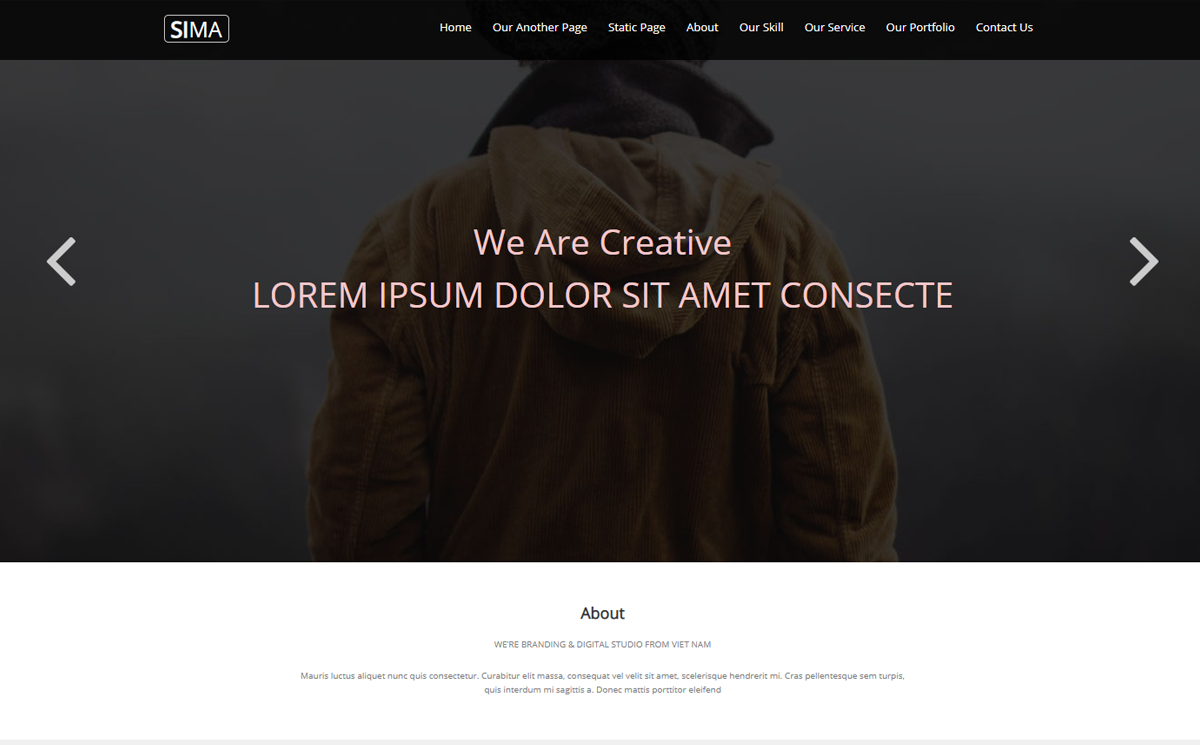 SIMA
Home Our Another Page Static Page About Our Skill Our Service Our Portfolio Contact Us
We Are Creative
LOREM IPSUM DOLOR SIT AMET CONSECTE
About
WE'RE BRANDING & DIGITAL STUDIO FROM VIET NAM
Mauris luctus aliquet nunc quis consectetur. Curabitur elit massa, consequat vel velit sit amet, scelerisque hendrerit mi. Cras pellentesque sem turpis,
quis interdum mi sagittis a. Donec mattis porttitor eleifend